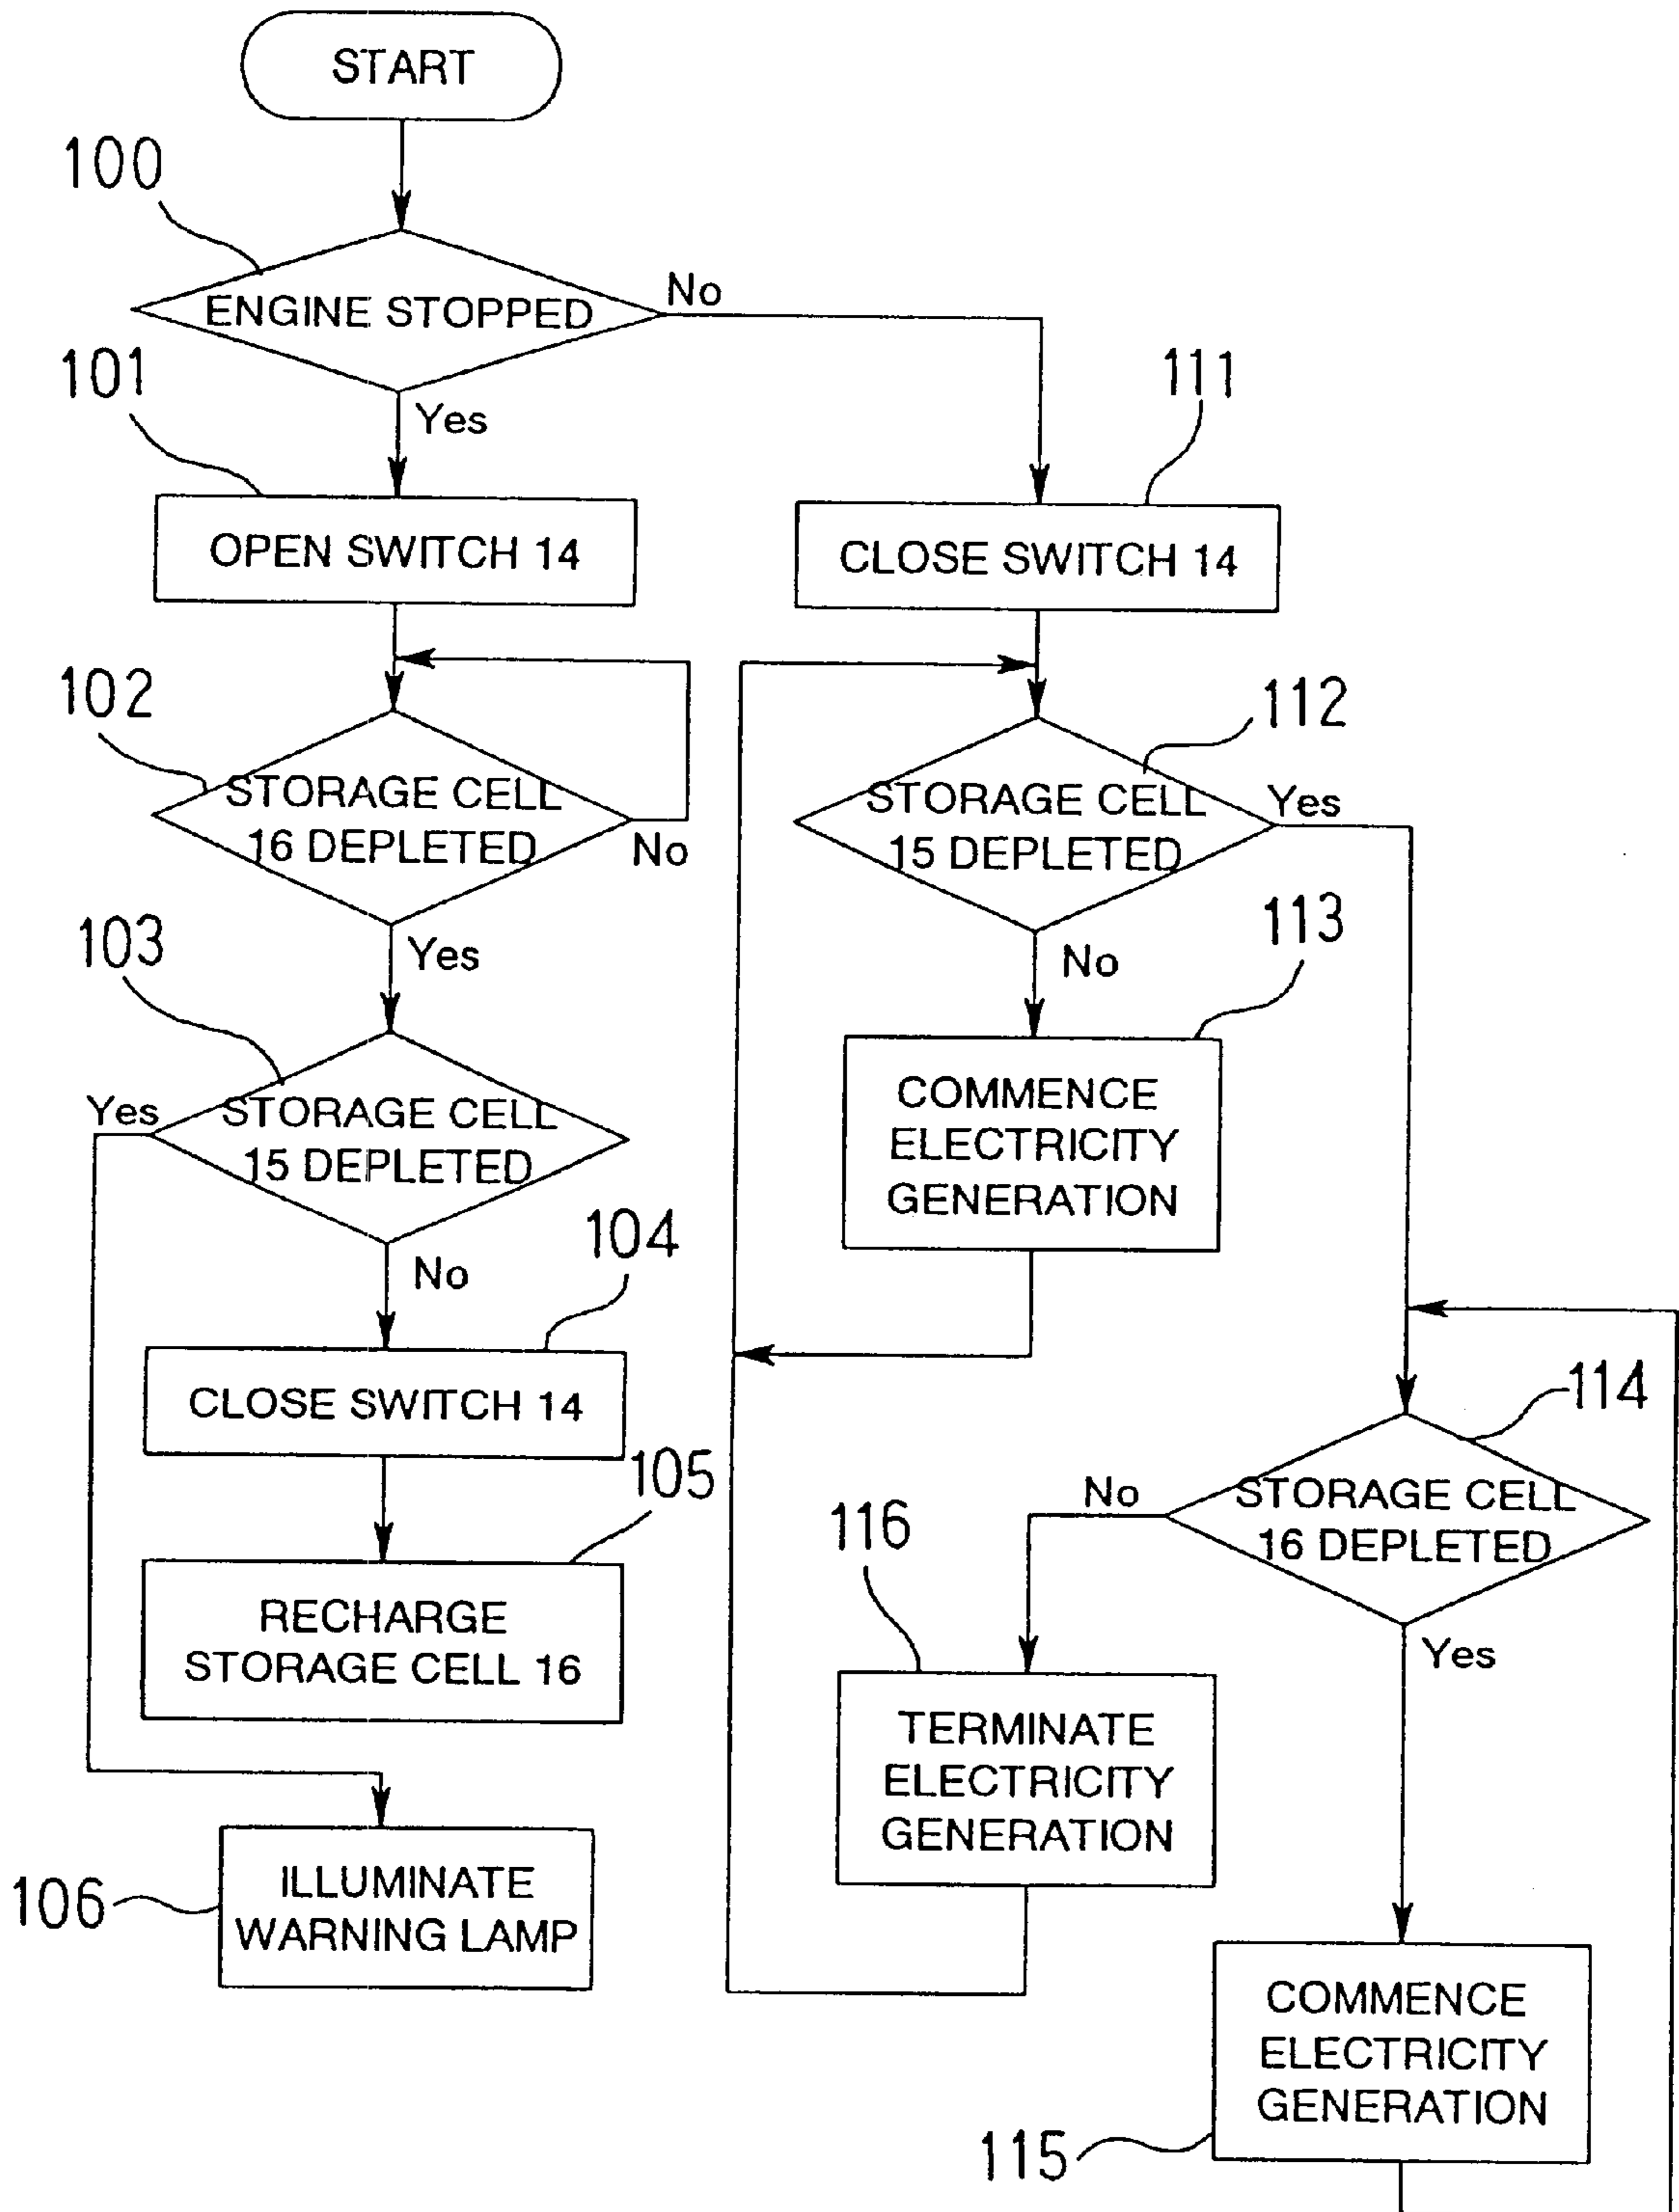 START
100
ENGINE STOPPED
No
Yes
101
OPEN SWITCH 14
102
STORAGE CELL
16 DEPLETED
No
Yes
103
STORAGE CELL
15 DEPLETED
Yes
No
104
CLOSE SWITCH 14
105
RECHARGE
STORAGE CELL 16
106
ILLUMINATE
WARNING LAMP
111
CLOSE SWITCH 14
112
STORAGE CELL
15 DEPLETED
Yes
No
113
COMMENCE
ELECTRICITY
GENERATION
114
STORAGE CELL
16 DEPLETED
No
Yes
116
TERMINATE
ELECTRICITY
GENERATION
115
COMMENCE
ELECTRICITY
GENERATION